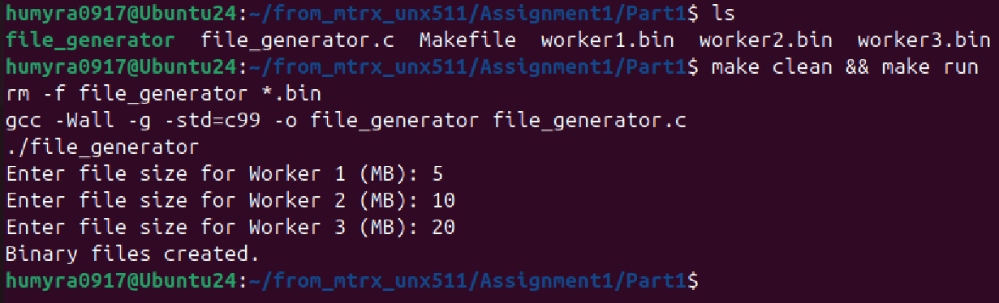 humyra0917@Ubuntu24:~/from_mtrx_unx511/Assignment1/Part1$ ls
file_generator  file_generator.c  Makefile  worker1.bin  worker2.bin  worker3.bin
humyra0917@Ubuntu24:~/from_mtrx_unx511/Assignment1/Part1$ make clean && make run
rm -f file_generator *.bin
gcc -Wall -g -std=c99 -o file_generator file_generator.c
./file_generator
Enter file size for Worker 1 (MB): 5
Enter file size for Worker 2 (MB): 10
Enter file size for Worker 3 (MB): 20
Binary files created.
humyra0917@Ubuntu24:~/from_mtrx_unx511/Assignment1/Part1$